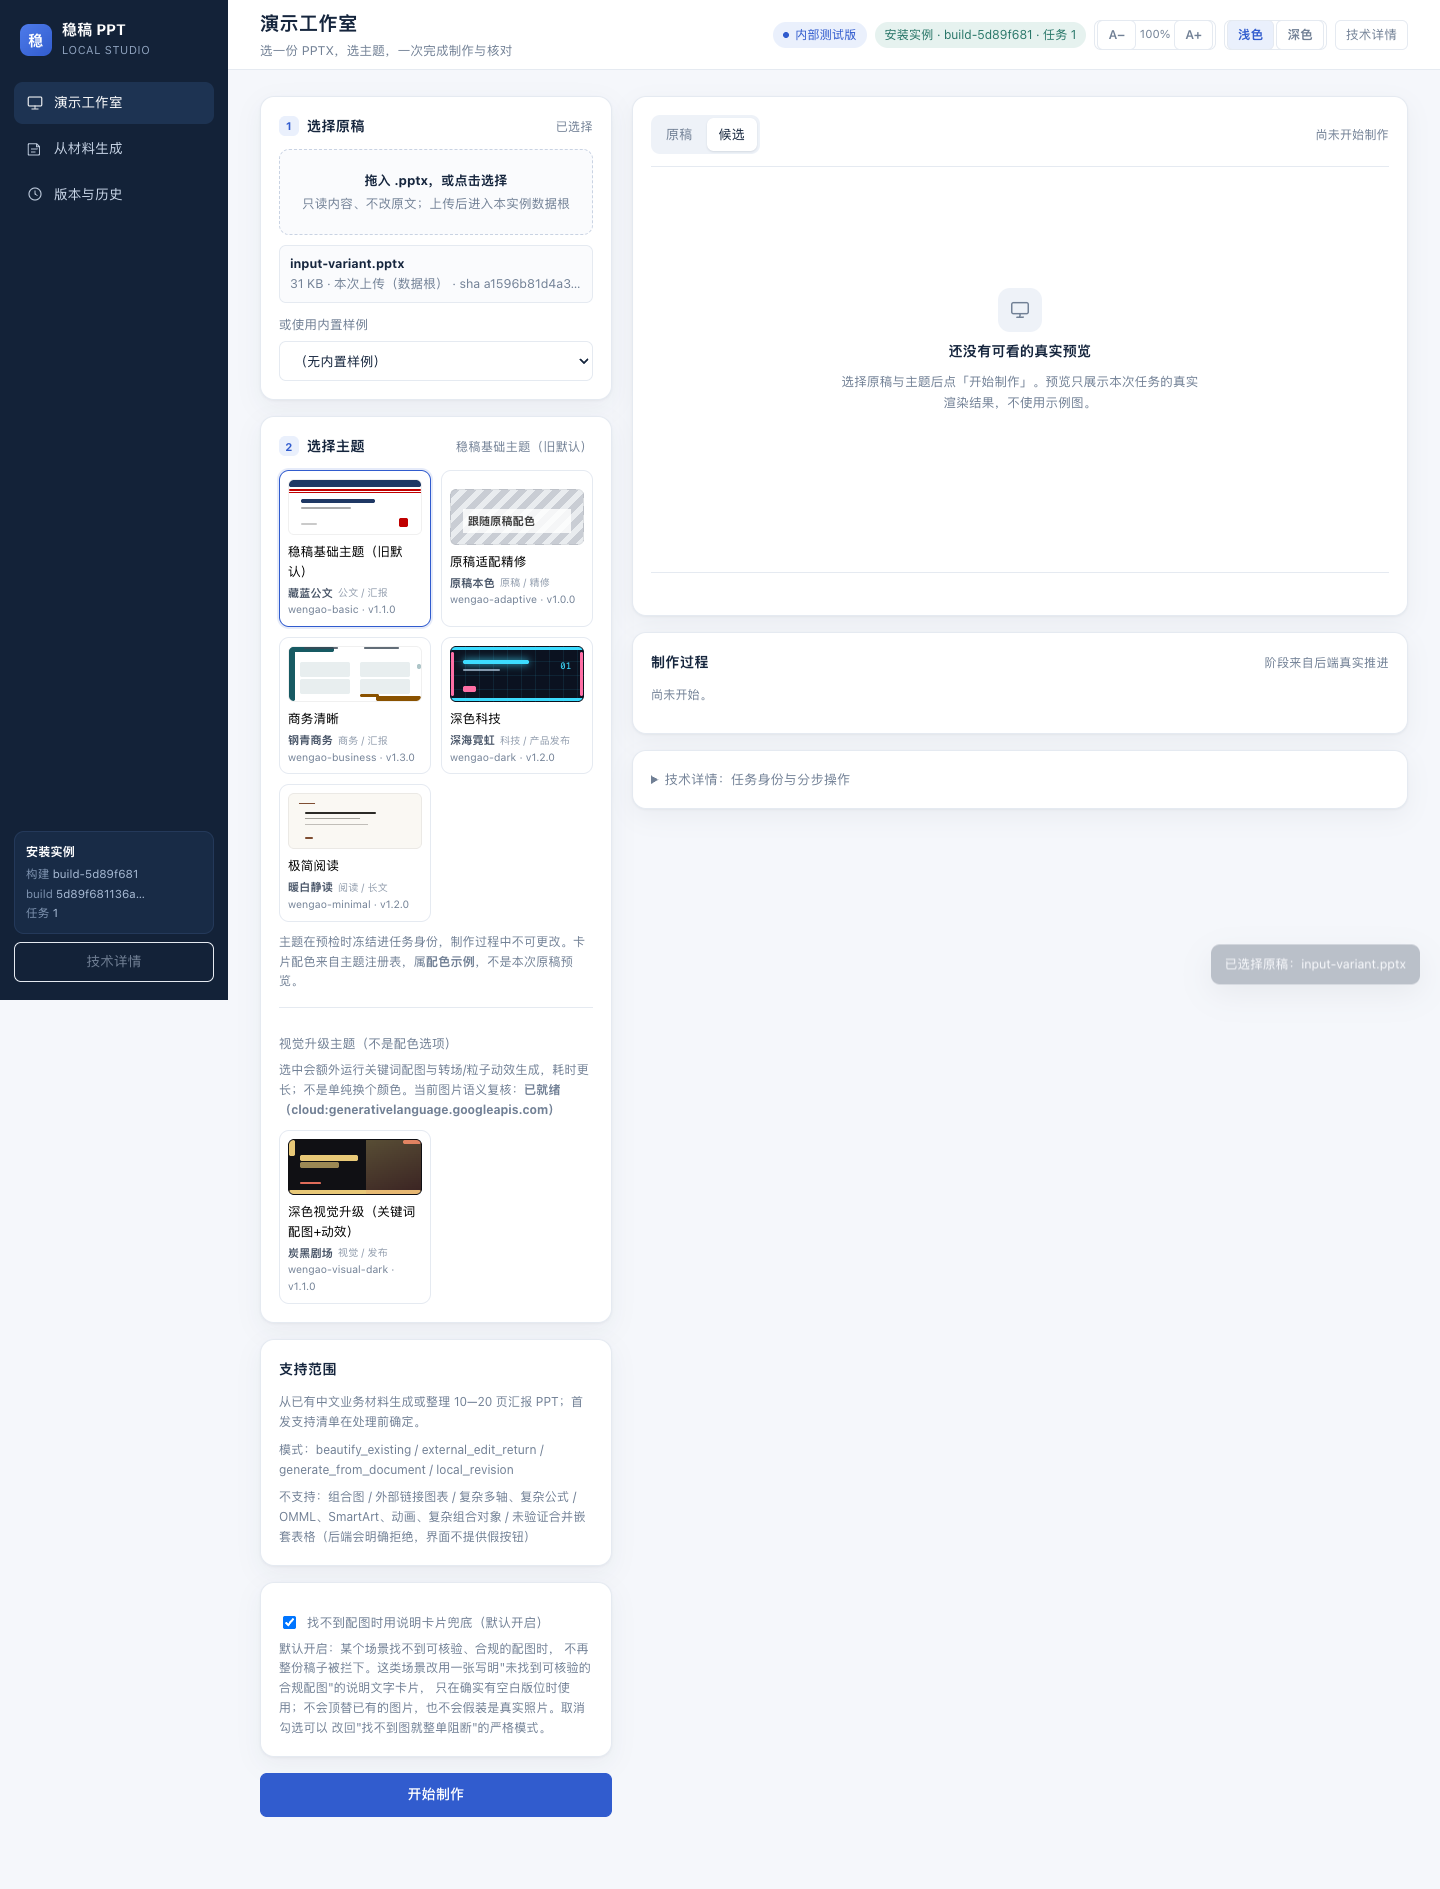 稳
稳稿 PPT
LOCAL STUDIO
演示工作室
从材料生成
版本与历史
安装实例
构建 build-5d89f681
build 5d89f681136a...
任务 1
技术详情
演示工作室
选一份 PPTX，选主题，一次完成制作与核对
内部测试版
安装实例 · build-5d89f681 · 任务 1
A−
100%
A+
浅色
深色
技术详情
1 选择原稿
已选择
拖入 .pptx，或点击选择
只读内容、不改原文；上传后进入本实例数据根
input-variant.pptx
31 KB · 本次上传（数据根） · sha a1596b81d4a3...
或使用内置样例
（无内置样例）
2 选择主题
稳稿基础主题（旧默认）
稳稿基础主题（旧默
认）
藏蓝公文 公文 / 汇报
wengao-basic · v1.1.0
跟随原稿配色
原稿适配精修
原稿本色 原稿 / 精修
wengao-adaptive · v1.0.0
商务清晰
钢青商务 商务 / 汇报
wengao-business · v1.3.0
01
深色科技
深海霓虹 科技 / 产品发布
wengao-dark · v1.2.0
极简阅读
暖白静读 阅读 / 长文
wengao-minimal · v1.2.0
主题在预检时冻结进任务身份，制作过程中不可更改。卡
片配色来自主题注册表，属配色示例，不是本次原稿预
览。
视觉升级主题（不是配色选项）
选中会额外运行关键词配图与转场/粒子动效生成，耗时更
长；不是单纯换个颜色。当前图片语义复核：已就绪
（cloud:generativelanguage.googleapis.com）
深色视觉升级（关键词
配图+动效）
炭黑剧场 视觉 / 发布
wengao-visual-dark ·
v1.1.0
支持范围
从已有中文业务材料生成或整理 10—20 页汇报 PPT；首
发支持清单在处理前确定。
模式：beautify_existing / external_edit_return /
generate_from_document / local_revision
不支持：组合图 / 外部链接图表 / 复杂多轴、复杂公式 /
OMML、SmartArt、动画、复杂组合对象 / 未验证合并嵌
套表格（后端会明确拒绝，界面不提供假按钮）
找不到配图时用说明卡片兜底（默认开启）
默认开启：某个场景找不到可核验、合规的配图时， 不再
整份稿子被拦下。这类场景改用一张写明"未找到可核验的
合规配图"的说明文字卡片， 只在确实有空白版位时使
用；不会顶替已有的图片，也不会假装是真实照片。取消
勾选可以 改回"找不到图就整单阻断"的严格模式。
开始制作
原稿
候选
尚未开始制作
还没有可看的真实预览
选择原稿与主题后点「开始制作」。预览只展示本次任务的真实
渲染结果，不使用示例图。
制作过程
阶段来自后端真实推进
尚未开始。
技术详情：任务身份与分步操作
已选择原稿：input-variant.pptx